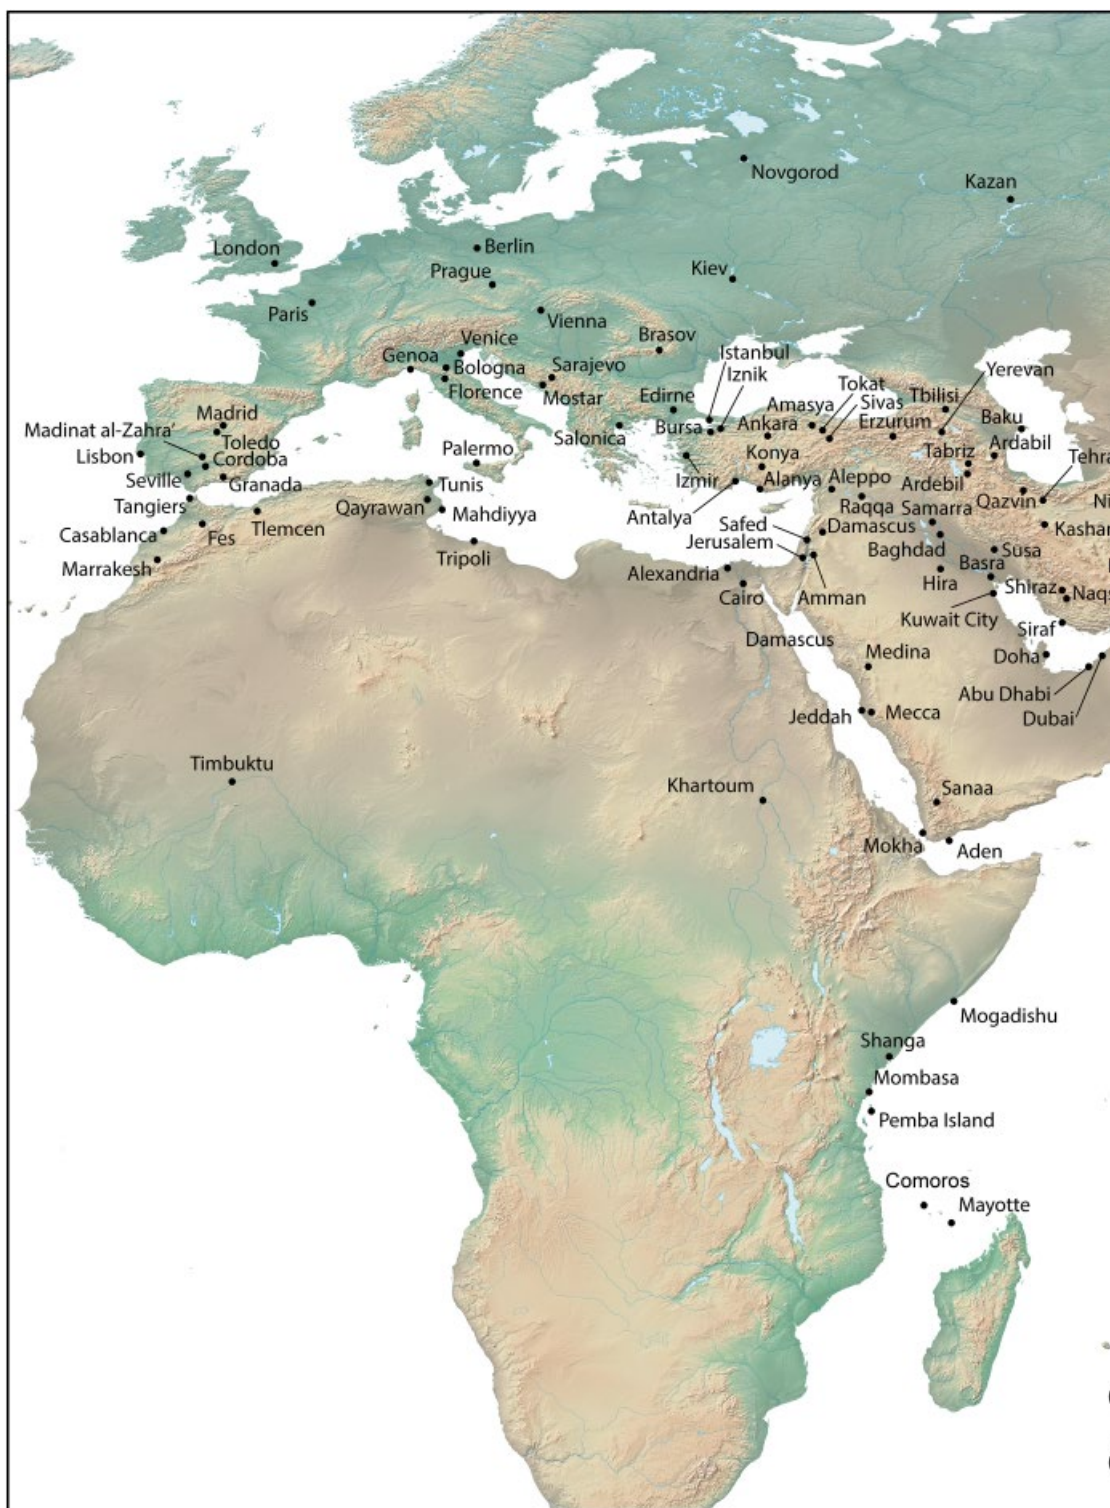 Novgorod
Kazan
London
Berlin
Prague
Kiev
Paris
Vienna
Brasov
Venice
Genoa
Bologna
Florence
Sarajevo
Mostar
Istanbul
Iznik
Yerevan
Tokat
Tbilisi
Edirne
Amasya
Sivas
Baku
Madrid
Bursa
Ankara
Erzurum
Ardabil
Madinat al-Zahra’
Toledo
Salonica
Lisbon
Cordoba
Palermo
Konya
Tabriz
Tehra
Seville
Granada
Tunis
Izmir
Alanya
Aleppo
Ardebil
Tangiers
Qayrawan
Mahdiyya
Antalya
Raqqa
Qazvin
Ni
Casablanca
Fes
Tlemcen
Safed
Damascus
Samarra
Kashan
Jerusalem
Baghdad
Susa
Marrakesh
Tripoli
Basra
Alexandria
Cairo
Amman
Hira
Shiraz
Naqs
Kuwait City
Siraf
Damascus
Medina
Doha
Abu Dhabi
Jeddah
Mecca
Dubai
Timbuktu
Khartoum
Sanaa
Mokha
Aden
Mogadishu
Shanga
Mombasa
Pemba Island
Comoros
Mayotte